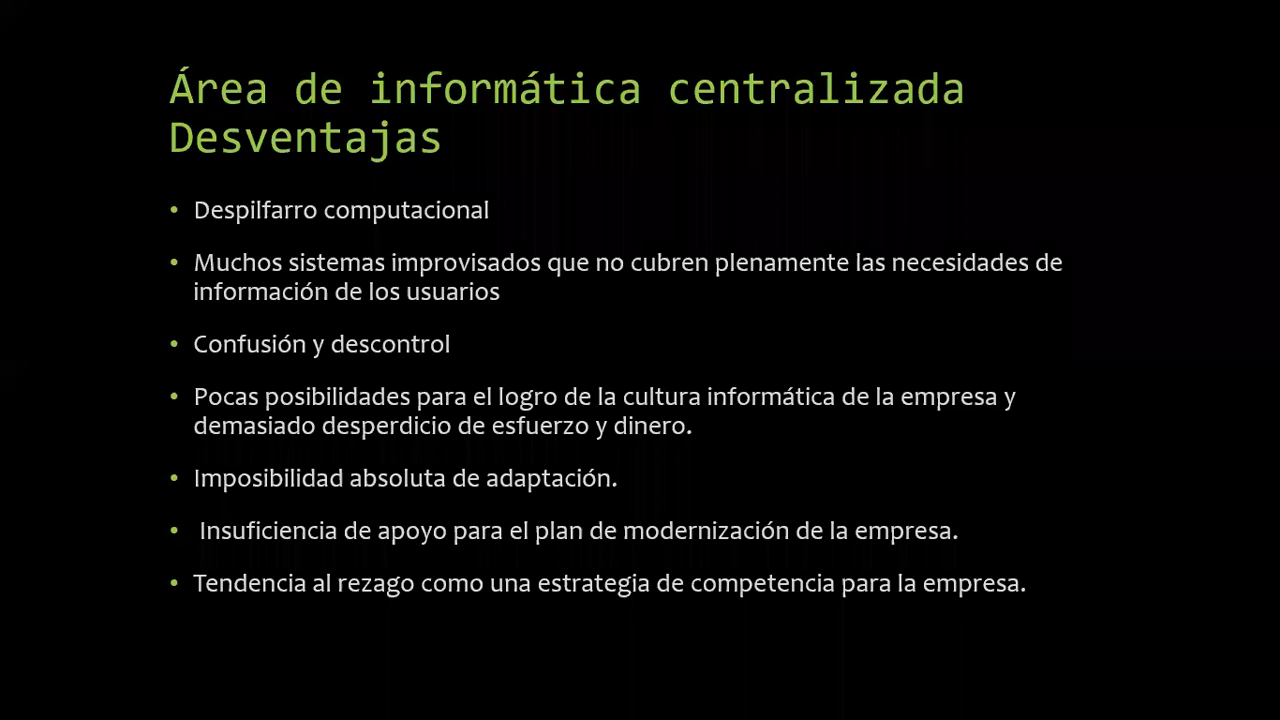 Área de informática centralizada
Desventajas
• Despilfarro computacional
• Muchos sistemas improvisados que no cubren plenamente las necesidades de
información de los usuarios
• Confusión y descontrol
• Pocas posibilidades para el logro de la cultura informática de la empresa y
demasiado desperdicio de esfuerzo y dinero.
• Imposibilidad absoluta de adaptación.
• Insuficiencia de apoyo para el plan de modernización de la empresa.
• Tendencia al rezago como una estrategia de competencia para la empresa.